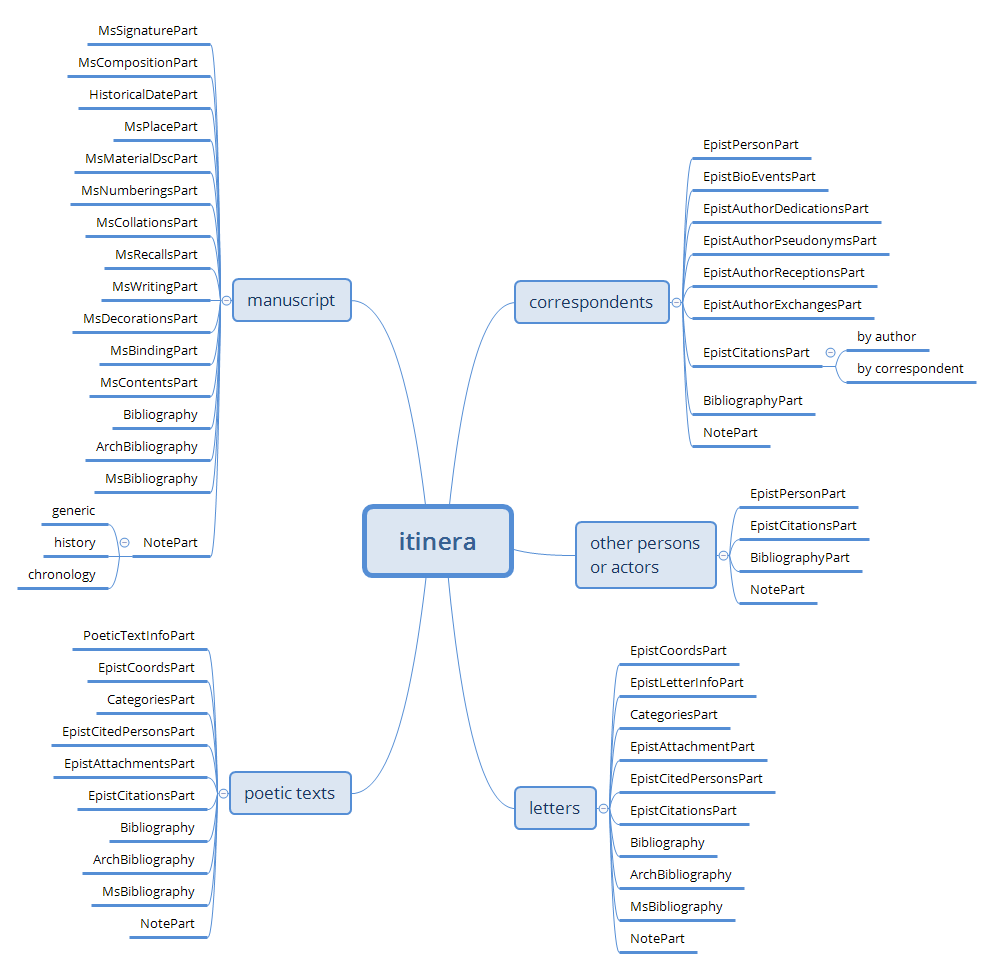 MsSignaturePart
MsCompositionPart
HistoricalDatePart
MsPlacePart
MsMaterialDscPart
MsNumberingsPart
MsCollationsPart
MsRecallsPart
MsWritingPart
MsDecorationsPart
MsBindingPart
MsContentsPart
Bibliography
ArchBibliography
MsBibliography
generic
history
chronology
NotePart
manuscript
correspondents
EpistPersonPart
EpistBioEventsPart
EpistAuthorDedicationsPart
EpistAuthorPseudonymsPart
EpistAuthorReceptionsPart
EpistAuthorExchangesPart
EpistCitationsPart
by author
by correspondent
BibliographyPart
NotePart
itinera
other persons
or actors
EpistPersonPart
EpistCitationsPart
BibliographyPart
NotePart
PoeticTextInfoPart
EpistCoordsPart
CategoriesPart
EpistCitedPersonsPart
EpistAttachmentsPart
EpistCitationsPart
Bibliography
ArchBibliography
MsBibliography
NotePart
poetic texts
letters
EpistCoordsPart
EpistLetterInfoPart
CategoriesPart
EpistAttachmentPart
EpistCitedPersonsPart
EpistCitationsPart
Bibliography
ArchBibliography
MsBibliography
NotePart